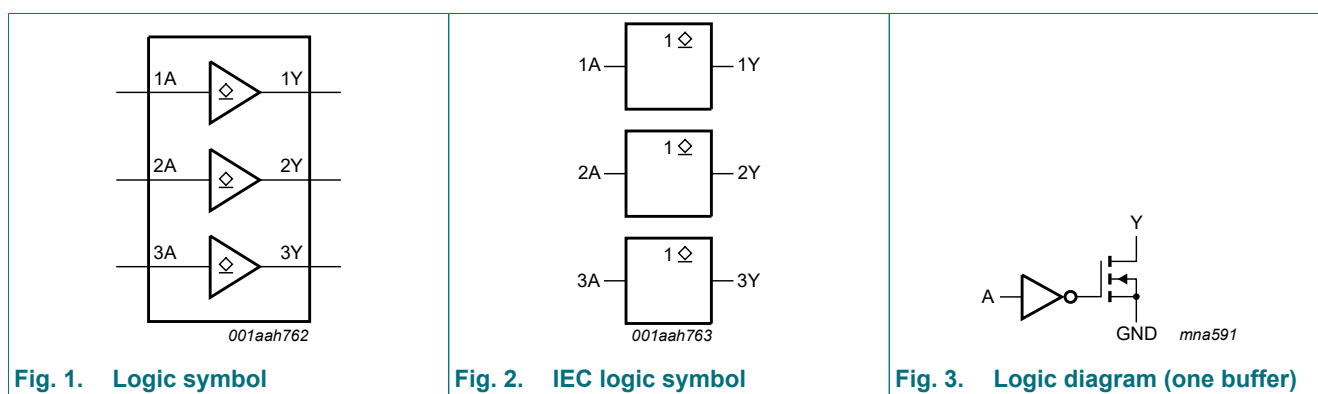 1A 1Y
2A 2Y
3A 3Y
001aah762
Fig. 1. Logic symbol
1
1A 1Y
1
2A 2Y
1
3A 3Y
001aah763
Fig. 2. IEC logic symbol
Y
A
GND mna591
Fig. 3. Logic diagram (one buffer)